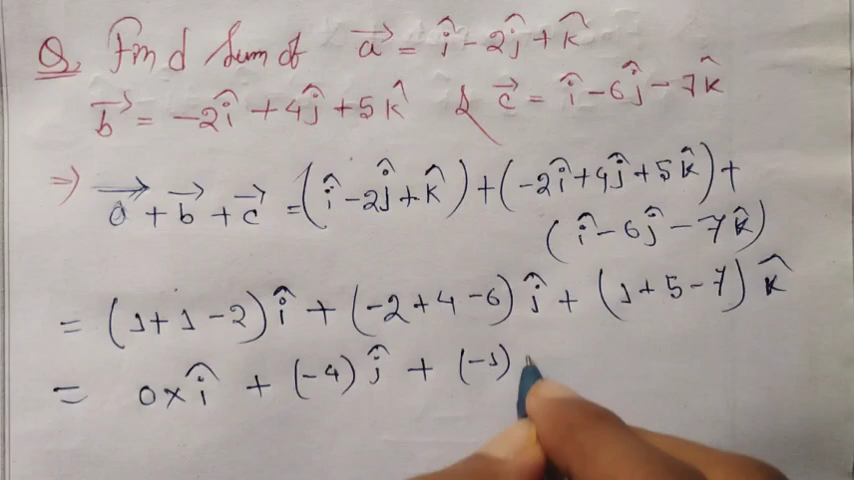 Q. Find Sum of a⃗ = î - 2ĵ + k̂
b⃗ = -2î + 4ĵ + 5k̂ & c⃗ = î - 6ĵ - 7k̂
⇒ a⃗ + b⃗ + c⃗ = (î - 2ĵ + k̂) + (-2î + 4ĵ + 5k̂) +
(î - 6ĵ - 7k̂)
= (1+1-2)î + (-2+4-6)ĵ + (1+5-7)k̂
= 0×î + (-4)ĵ + (-1)